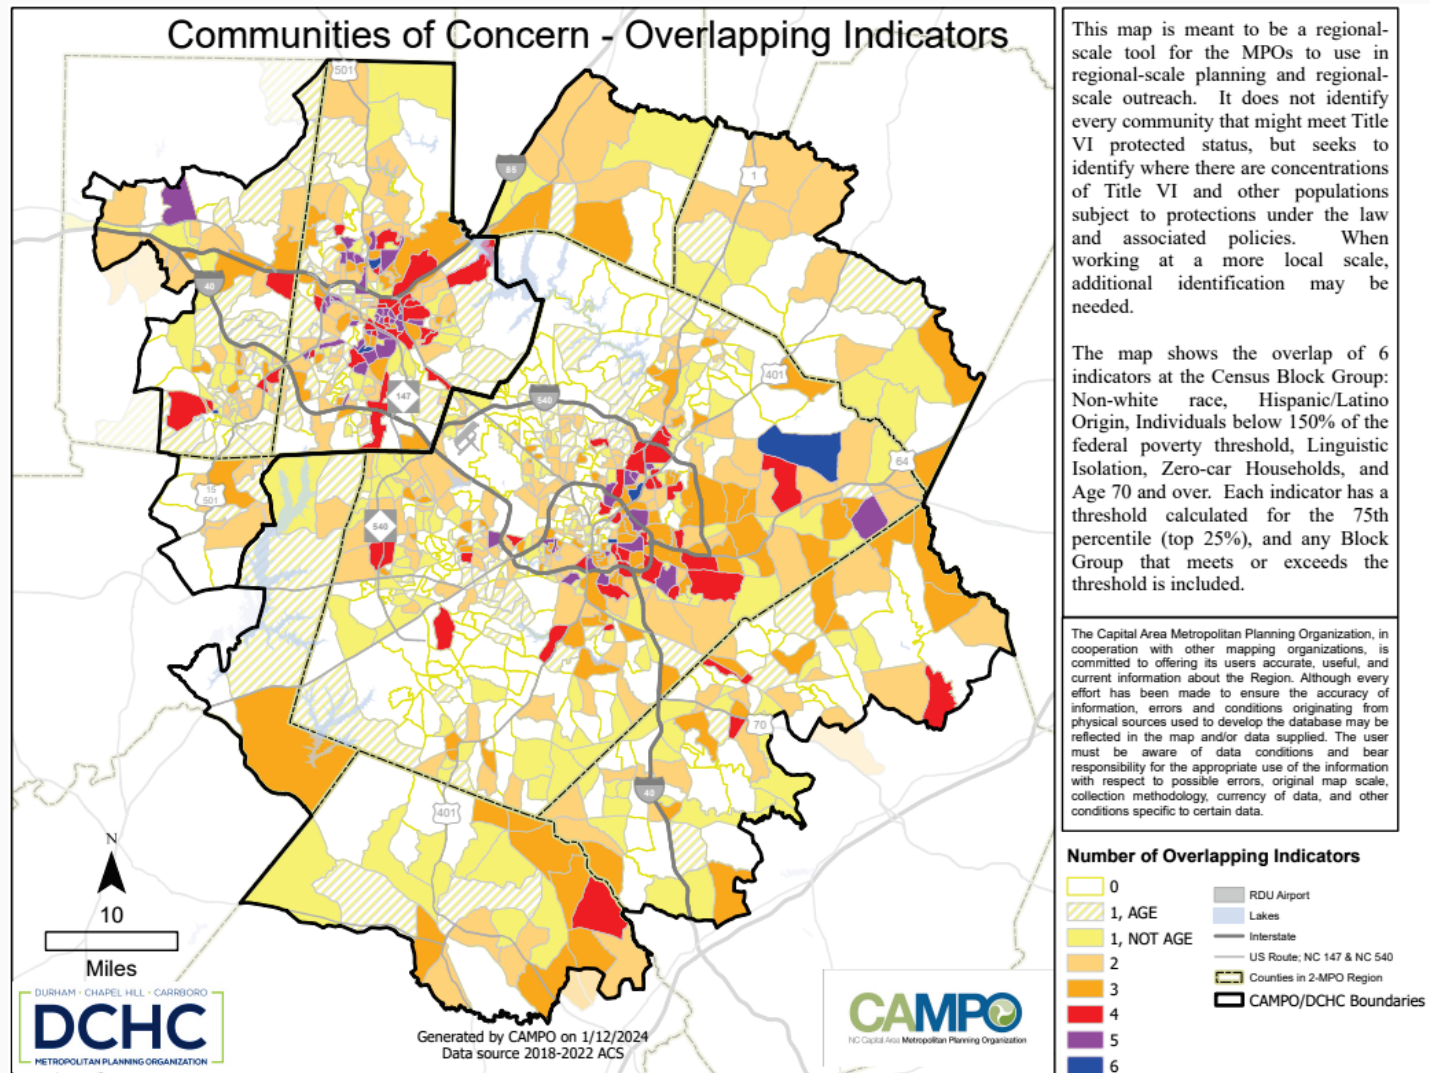 Communities of Concern - Overlapping Indicators
This map is meant to be a regional-
scale tool for the MPOs to use in
regional-scale planning and regional-
scale outreach. It does not identify
every community that might meet Title
VI protected status, but seeks to
identify where there are concentrations
of Title VI and other populations
subject to protections under the law
and associated policies. When
working at a more local scale,
additional identification may be
needed.
The map shows the overlap of 6
indicators at the Census Block Group:
Non-white race, Hispanic/Latino
Origin, Individuals below 150% of the
federal poverty threshold, Linguistic
Isolation, Zero-car Households, and
Age 70 and over. Each indicator has a
threshold calculated for the 75th
percentile (top 25%), and any Block
Group that meets or exceeds the
threshold is included.
The Capital Area Metropolitan Planning Organization, in
cooperation with other mapping organizations, is
committed to offering its users accurate, useful, and
current information about the Region. Although every
effort has been made to ensure the accuracy of
information, errors and conditions originating from
physical sources used to develop the database may be
reflected in the map and/or data supplied. The user
must be aware of data conditions and bear
responsibility for the appropriate use of the information
with respect to possible errors, original map scale,
collection methodology, currency of data, and other
conditions specific to certain data.
Number of Overlapping Indicators
0
1, AGE
1, NOT AGE
2
3
4
5
6
RDU Airport
Lakes
Interstate
US Route; NC 147 & NC 540
Counties in 2-MPO Region
CAMPO/DCHC Boundaries
501
85
1
40
401
147
540
64
15
501
540
70
40
401
N
10
Miles
DURHAM · CHAPEL HILL · CARRBORO
DCHC
METROPOLITAN PLANNING ORGANIZATION
Generated by CAMPO on 1/12/2024
Data source 2018-2022 ACS
CAMPO
NC Capital Area Metropolitan Planning Organization